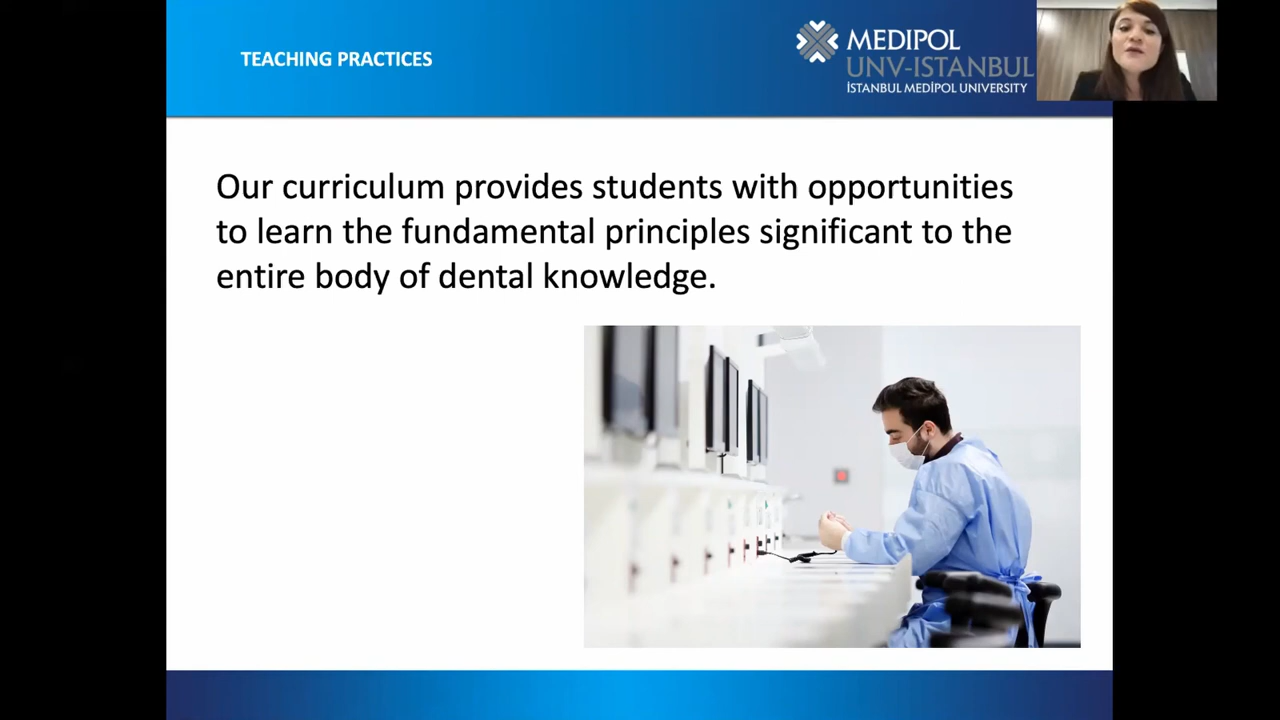 TEACHING PRACTICES
MEDIPOL
UNV-ISTANBUL
İSTANBUL MEDİPOL UNIVERSITY
Our curriculum provides students with opportunities
to learn the fundamental principles significant to the
entire body of dental knowledge.